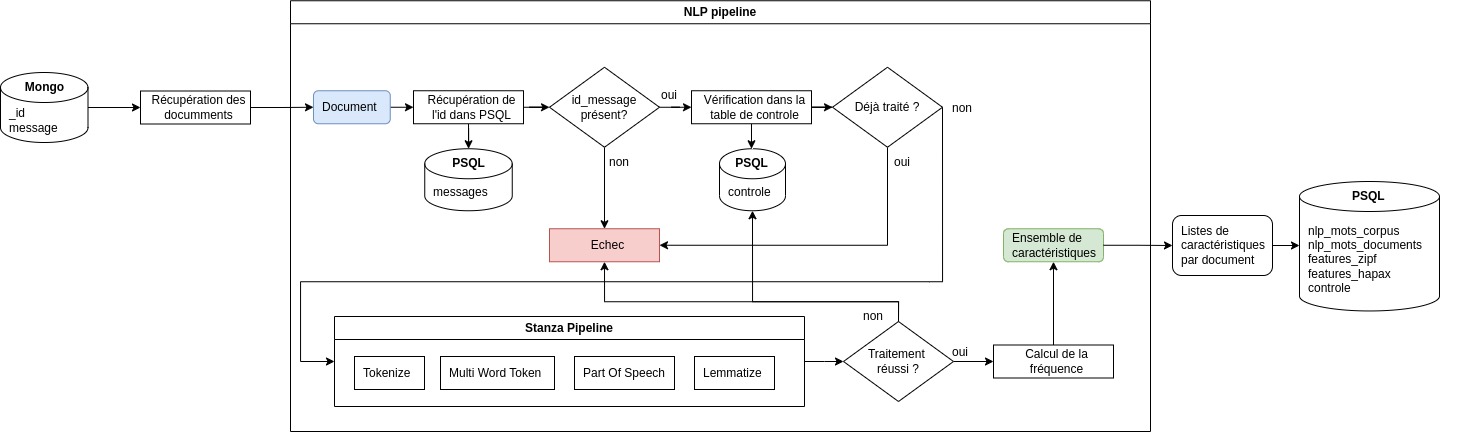 NLP pipeline
Mongo
_id
message
Récupération des
documments
Document
Récupération de
l'id dans PSQL
PSQL
messages
id_message
présent?
oui
non
Vérification dans la
table de controle
PSQL
controle
Déjà traité ?
non
oui
Echec
Stanza Pipeline
Tokenize
Multi Word Token
Part Of Speech
Lemmatize
Traitement
réussi ?
non
oui
Calcul de la
fréquence
Ensemble de
caractéristiques
Listes de
caractéristiques
par document
PSQL
nlp_mots_corpus
nlp_mots_documents
features_zipf
features_hapax
controle